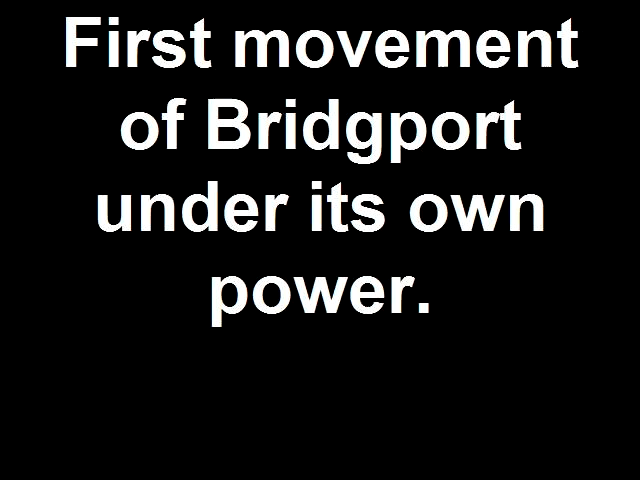 First movement
of Bridgport
under its own
power.